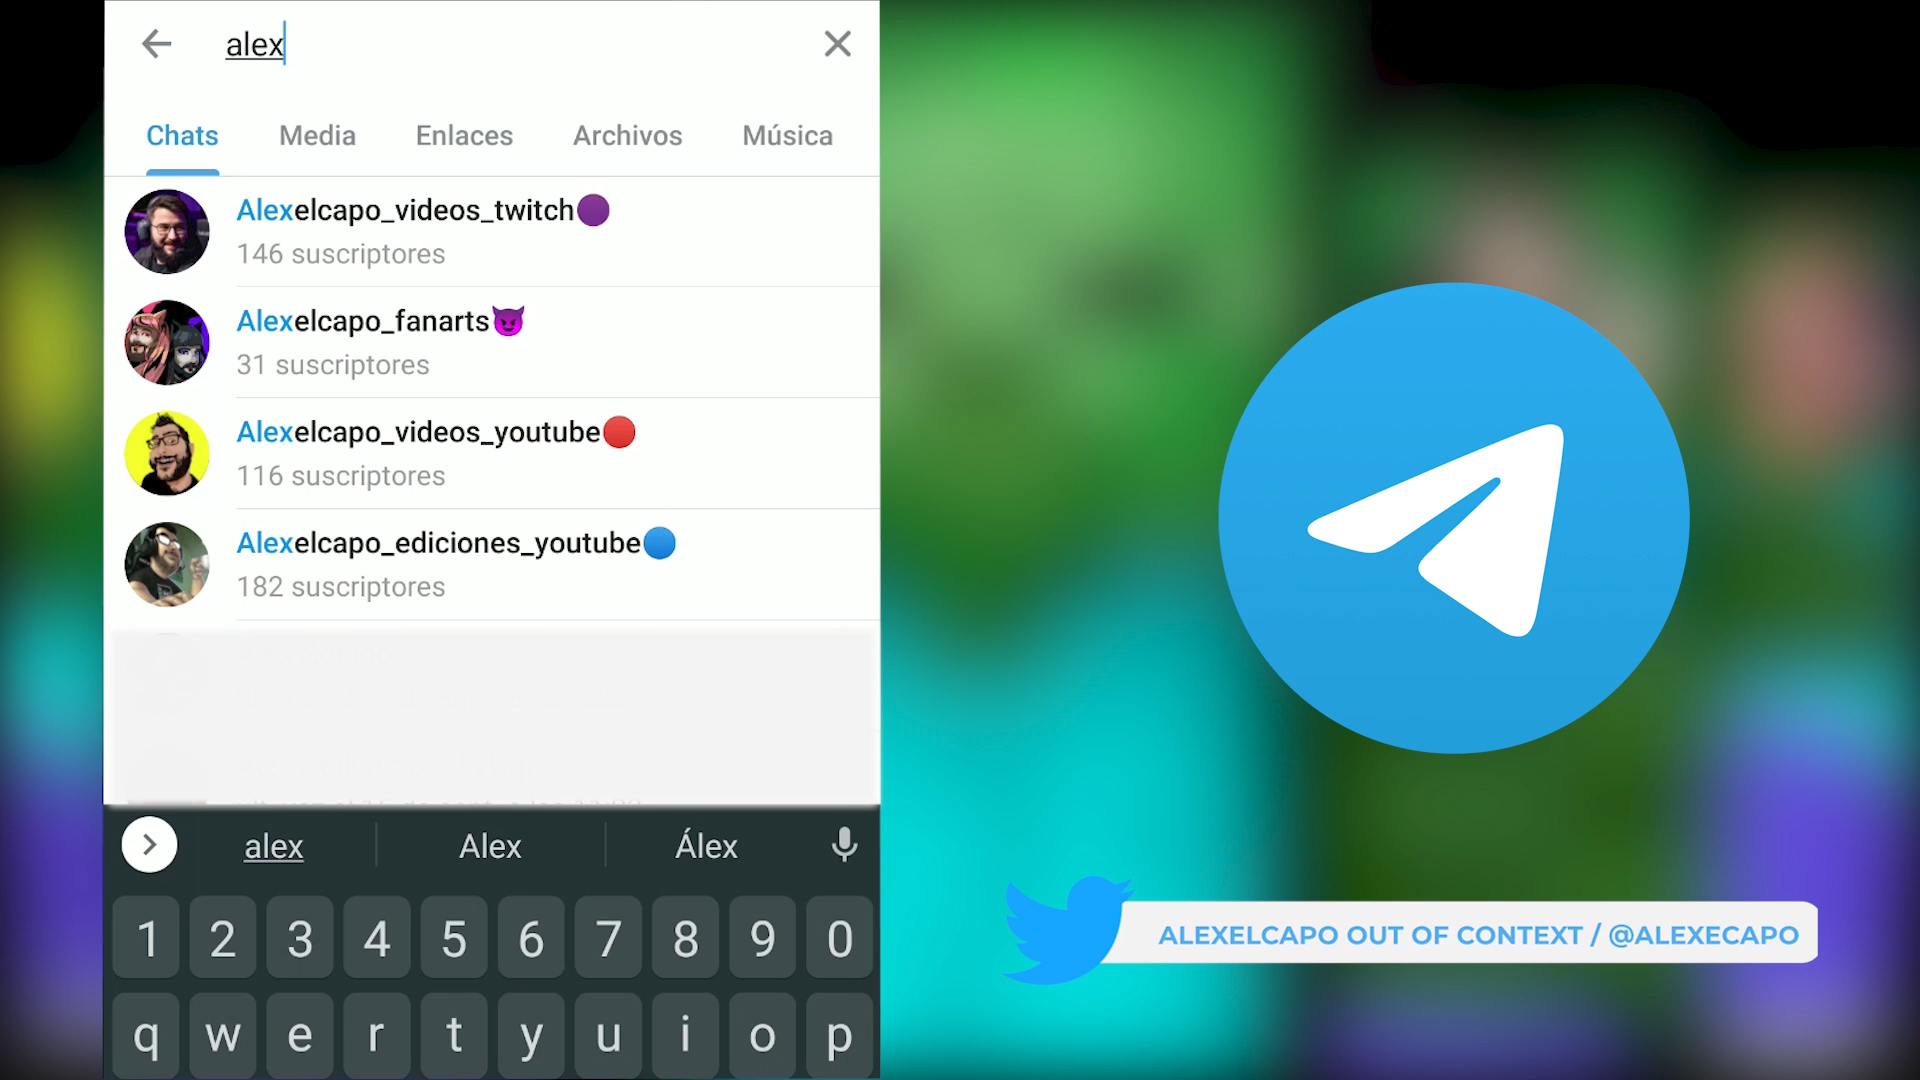 alex
Chats Media Enlaces Archivos Música
Alexelcapo_videos_twitch🟣
146 suscriptores
Alexelcapo_fanarts😈
31 suscriptores
Alexelcapo_videos_youtube🔴
116 suscriptores
Alexelcapo_ediciones_youtube🔵
182 suscriptores
alex Alex Álex
1 2 3 4 5 6 7 8 9 0
q w e r t y u i o p
ALEXELCAPO OUT OF CONTEXT / @ALEXECAPO